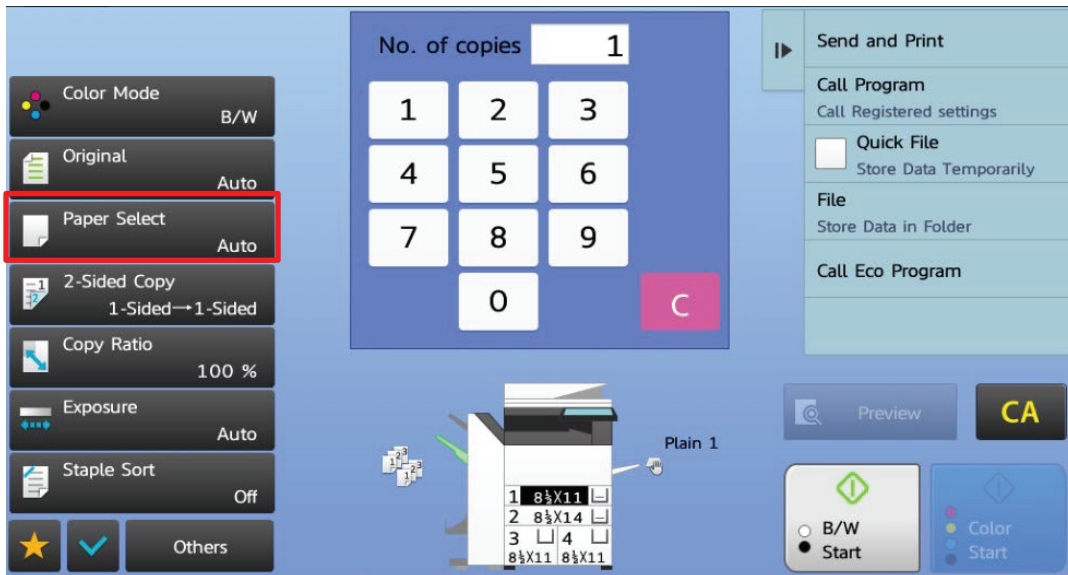 Color Mode
B/W
Original
Auto
Paper Select
Auto
2-Sided Copy
1-Sided→1-Sided
Copy Ratio
100 %
Exposure
Auto
Staple Sort
Off
Others
No. of copies 1
1 2 3
4 5 6
7 8 9
0 C
Plain 1
1 8½X11
2 8½X14
3 4
8½X11 8½X11
Send and Print
Call Program
Call Registered settings
Quick File
Store Data Temporarily
File
Store Data in Folder
Call Eco Program
Preview
CA
B/W
Start
Color
Start